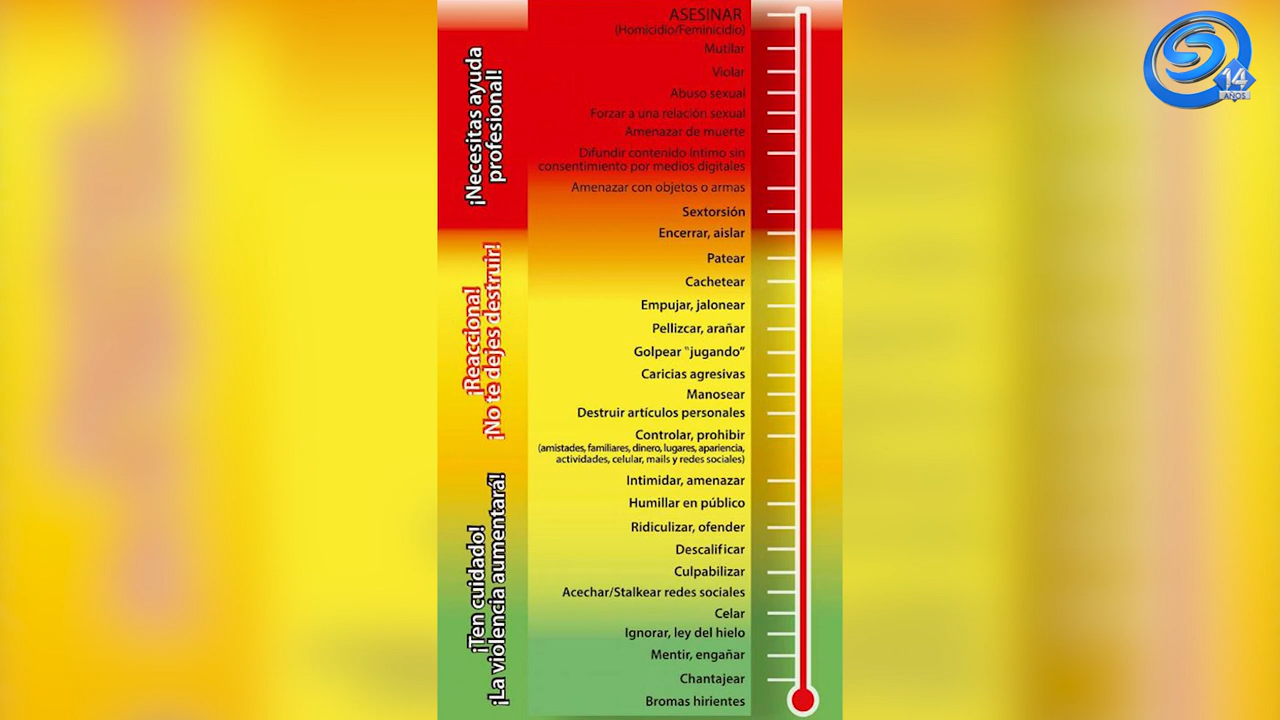 ASESINAR
(Homicidio/Feminicidio)
Mutilar
Violar
Abuso sexual
Forzar a una relación sexual
Amenazar de muerte
Difundir contenido íntimo sin
consentimiento por medios digitales
Amenazar con objetos o armas
Sextorsión
Encerrar, aislar
Patear
Cachetear
Empujar, jalonear
Pellizcar, arañar
Golpear "jugando"
Caricias agresivas
Manosear
Destruir artículos personales
Controlar, prohibir
(amistades, familiares, dinero, lugares, apariencia,
actividades, celular, mails y redes sociales)
Intimidar, amenazar
Humillar en público
Ridiculizar, ofender
Descalificar
Culpabilizar
Acechar/Stalkear redes sociales
Celar
Ignorar, ley del hielo
Mentir, engañar
Chantajear
Bromas hirientes
¡Necesitas ayuda
profesional!
¡Reacciona!
¡No te dejes destruir!
¡Ten cuidado!
¡La violencia aumentará!
S
14
AÑOS